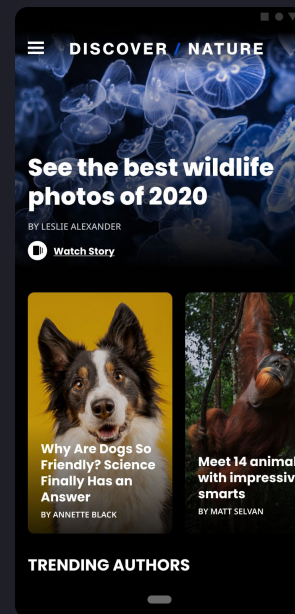 DISCOVER / NATURE
See the best wildlife
photos of 2020
BY LESLIE ALEXANDER
Watch Story
Why Are Dogs So
Friendly? Science
Finally Has an
Answer
BY ANNETTE BLACK
Meet 14 animal
with impressiv
smarts
BY MATT SELVAN
TRENDING AUTHORS